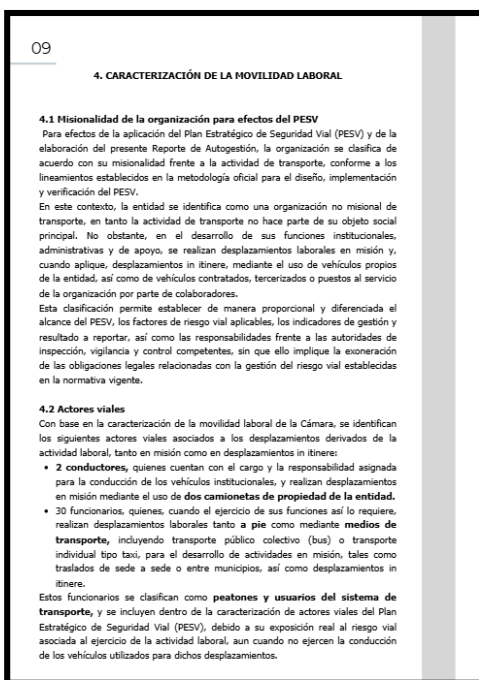 09
4. CARACTERIZACIÓN DE LA MOVILIDAD LABORAL
4.1 Misionalidad de la organización para efectos del PESV
Para efectos de la aplicación del Plan Estratégico de Seguridad Vial (PESV) y de la
elaboración del presente Reporte de Autogestión, la organización se clasifica de
acuerdo con su misionalidad frente a la actividad de transporte, conforme a los
lineamientos establecidos en la metodología oficial para el diseño, implementación
y verificación del PESV.
En este contexto, la entidad se identifica como una organización no misional de
transporte, en tanto la actividad de transporte no hace parte de su objeto social
principal. No obstante, en el desarrollo de sus funciones institucionales,
administrativas y de apoyo, se realizan desplazamientos laborales en misión y,
cuando aplique, desplazamientos in itinere, mediante el uso de vehículos propios
de la entidad, así como de vehículos contratados, tercerizados o puestos al servicio
de la organización por parte de colaboradores.
Esta clasificación permite establecer de manera proporcional y diferenciada el
alcance del PESV, los factores de riesgo vial aplicables, los indicadores de gestión y
resultado a reportar, así como las responsabilidades frente a las autoridades de
inspección, vigilancia y control competentes, sin que ello implique la exoneración
de las obligaciones legales relacionadas con la gestión del riesgo vial establecidas
en la normativa vigente.
4.2 Actores viales
Con base en la caracterización de la movilidad laboral de la Cámara, se identifican
los siguientes actores viales asociados a los desplazamientos derivados de la
actividad laboral, tanto en misión como en desplazamientos in itinere:
• 2 conductores, quienes cuentan con el cargo y la responsabilidad asignada
para la conducción de los vehículos institucionales, y realizan desplazamientos
en misión mediante el uso de dos camionetas de propiedad de la entidad.
• 30 funcionarios, quienes, cuando el ejercicio de sus funciones así lo requiere,
realizan desplazamientos laborales tanto a pie como mediante medios de
transporte, incluyendo transporte público colectivo (bus) o transporte
individual tipo taxi, para el desarrollo de actividades en misión, tales como
traslados de sede a sede o entre municipios, así como desplazamientos in
itinere.
Estos funcionarios se clasifican como peatones y usuarios del sistema de
transporte, y se incluyen dentro de la caracterización de actores viales del Plan
Estratégico de Seguridad Vial (PESV), debido a su exposición real al riesgo vial
asociada al ejercicio de la actividad laboral, aun cuando no ejercen la conducción
de los vehículos utilizados para dichos desplazamientos.